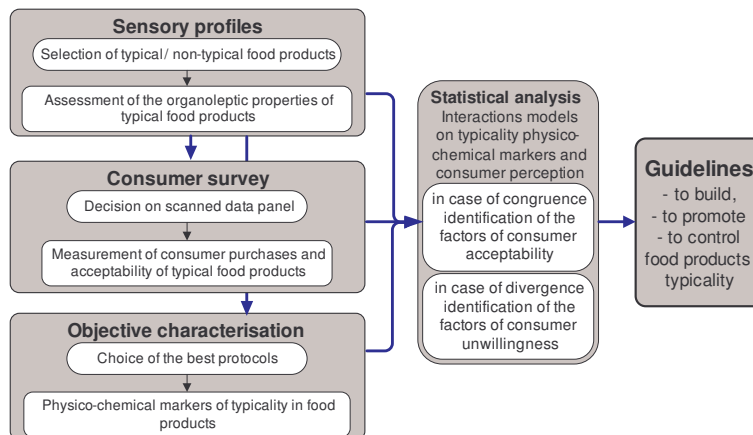 Sensory profiles
Selection of typical/ non-typical food products
Assessment of the organoleptic properties of
typical food products
Consumer survey
Decision on scanned data panel
Measurement of consumer purchases and
acceptability of typical food products
Objective characterisation
Choice of the best protocols
Physico-chemical markers of typicality in food
products
Statistical analysis
Interactions models
on typicality physico-
chemical markers and
consumer perception
in case of congruence
identification of the
factors of consumer
acceptability
in case of divergence
identification of the
factors of consumer
unwillingness
Guidelines
- to build,
- to promote
- to control
food products
typicality